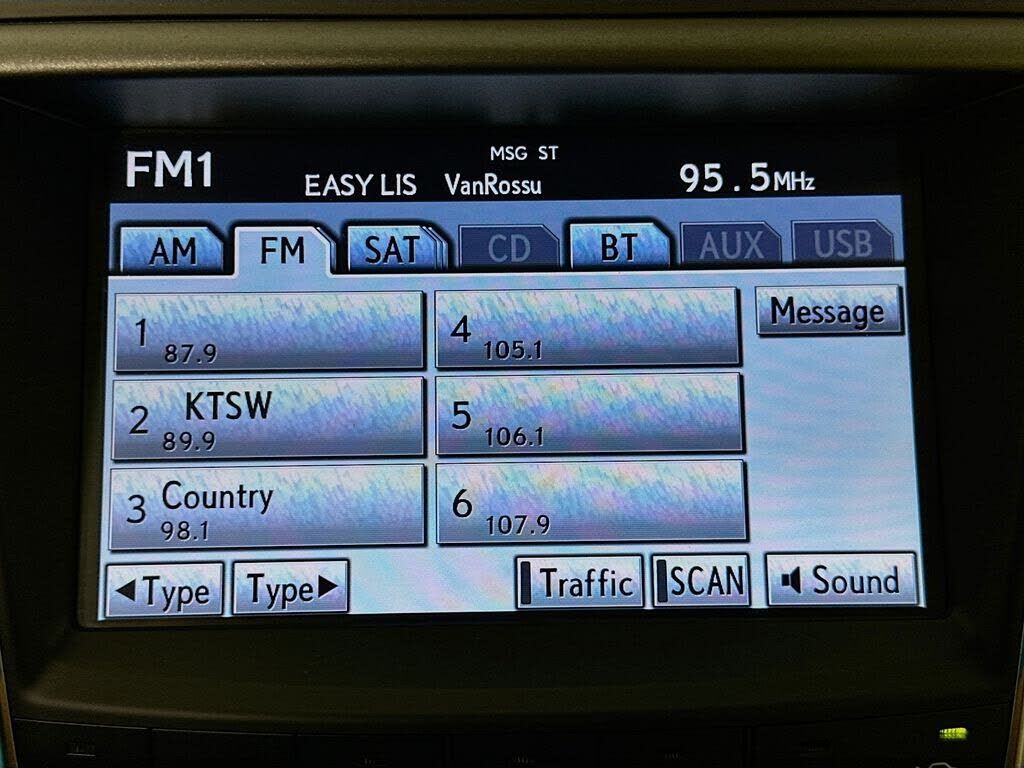 MSG ST
FM1 EASY LIS VanRossu 95.5MHz
AM FM SAT CD BT AUX USB
1 87.9
4 105.1
Message
2 KTSW 89.9
5 106.1
3 Country 98.1
6 107.9
◀Type Type▶ Traffic SCAN Sound